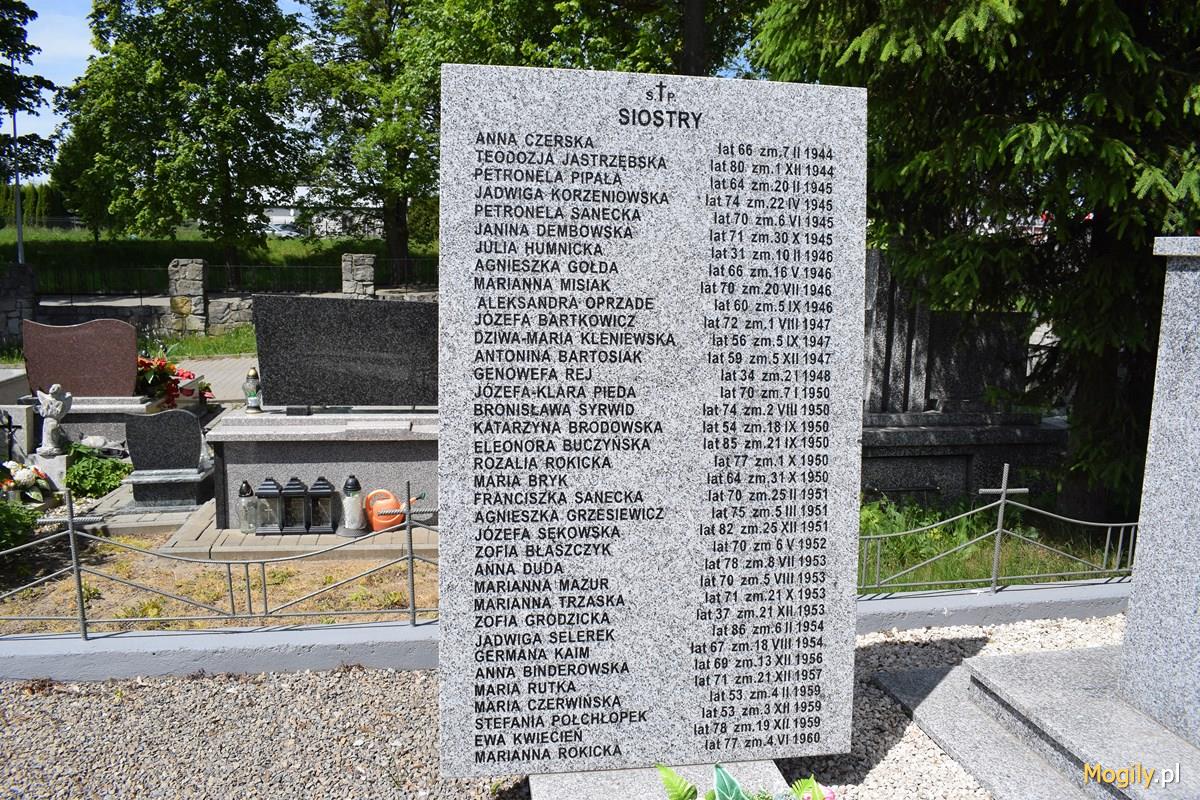 S.†P.
SIOSTRY
ANNA CZERSKA lat 66 zm.7 II 1944
TEODOZJA JASTRZĘBSKA lat 80 zm.1 XII 1944
PETRONELA PIPAŁA lat 64 zm.20 II 1945
JADWIGA KORZENIOWSKA lat 74 zm.22 IV 1945
PETRONELA SANECKA lat 70 zm.6 VI 1945
JANINA DEMBOWSKA lat 71 zm.30 X 1945
JULIA HUMNICKA lat 31 zm.10 II 1946
AGNIESZKA GOŁDA lat 66 zm.16 V 1946
MARIANNA MISIAK lat 70 zm.20 VII 1946
ALEKSANDRA OPRZADE lat 60 zm.5 IX 1946
JÓZEFA BARTKOWICZ lat 72 zm.1 VIII 1947
DZIWA-MARIA KLENIEWSKA lat 56 zm.5 IX 1947
ANTONINA BARTOSIAK lat 59 zm.5 XII 1947
GENOWEFA REJ lat 34 zm.2 I 1948
JÓZEFA-KLARA PIEDA lat 70 zm.7 I 1950
BRONISŁAWA SYRWID lat 74 zm.2 VIII 1950
KATARZYNA BRODOWSKA lat 54 zm.18 IX 1950
ELEONORA BUCZYŃSKA lat 85 zm.21 IX 1950
ROZALIA ROKICKA lat 77 zm.1 X 1950
MARIA BRYK lat 64 zm.31 X 1950
FRANCISZKA SANECKA lat 70 zm.25 II 1951
AGNIESZKA GRZESIEWICZ lat 75 zm.5 III 1951
JÓZEFA SĘKOWSKA lat 82 zm.25 XII 1951
ZOFIA BŁASZCZYK lat 70 zm 6 V 1952
ANNA DUDA lat 78 zm.8 VII 1953
MARIANNA MAZUR lat 70 zm.5 VIII 1953
MARIANNA TRZASKA lat 71 zm.21 X 1953
ZOFIA GRODZICKA lat 37 zm.21 XII 1953
JADWIGA SELEREK lat 86 zm.6 II 1954
GERMANA KAIM lat 67 zm.18 VIII 1954
ANNA BINDEROWSKA lat 69 zm.13 XII 1956
MARIA RUTKA lat 71 zm.21 XII 1957
MARIA CZERWIŃSKA lat 53 zm.4 II 1959
STEFANIA POŁCHŁOPEK lat 53 zm.3 XII 1959
EWA KWIECIEŃ lat 78 zm.19 XII 1959
MARIANNA ROKICKA lat 77 zm.4 VI 1960
Mogily.pl